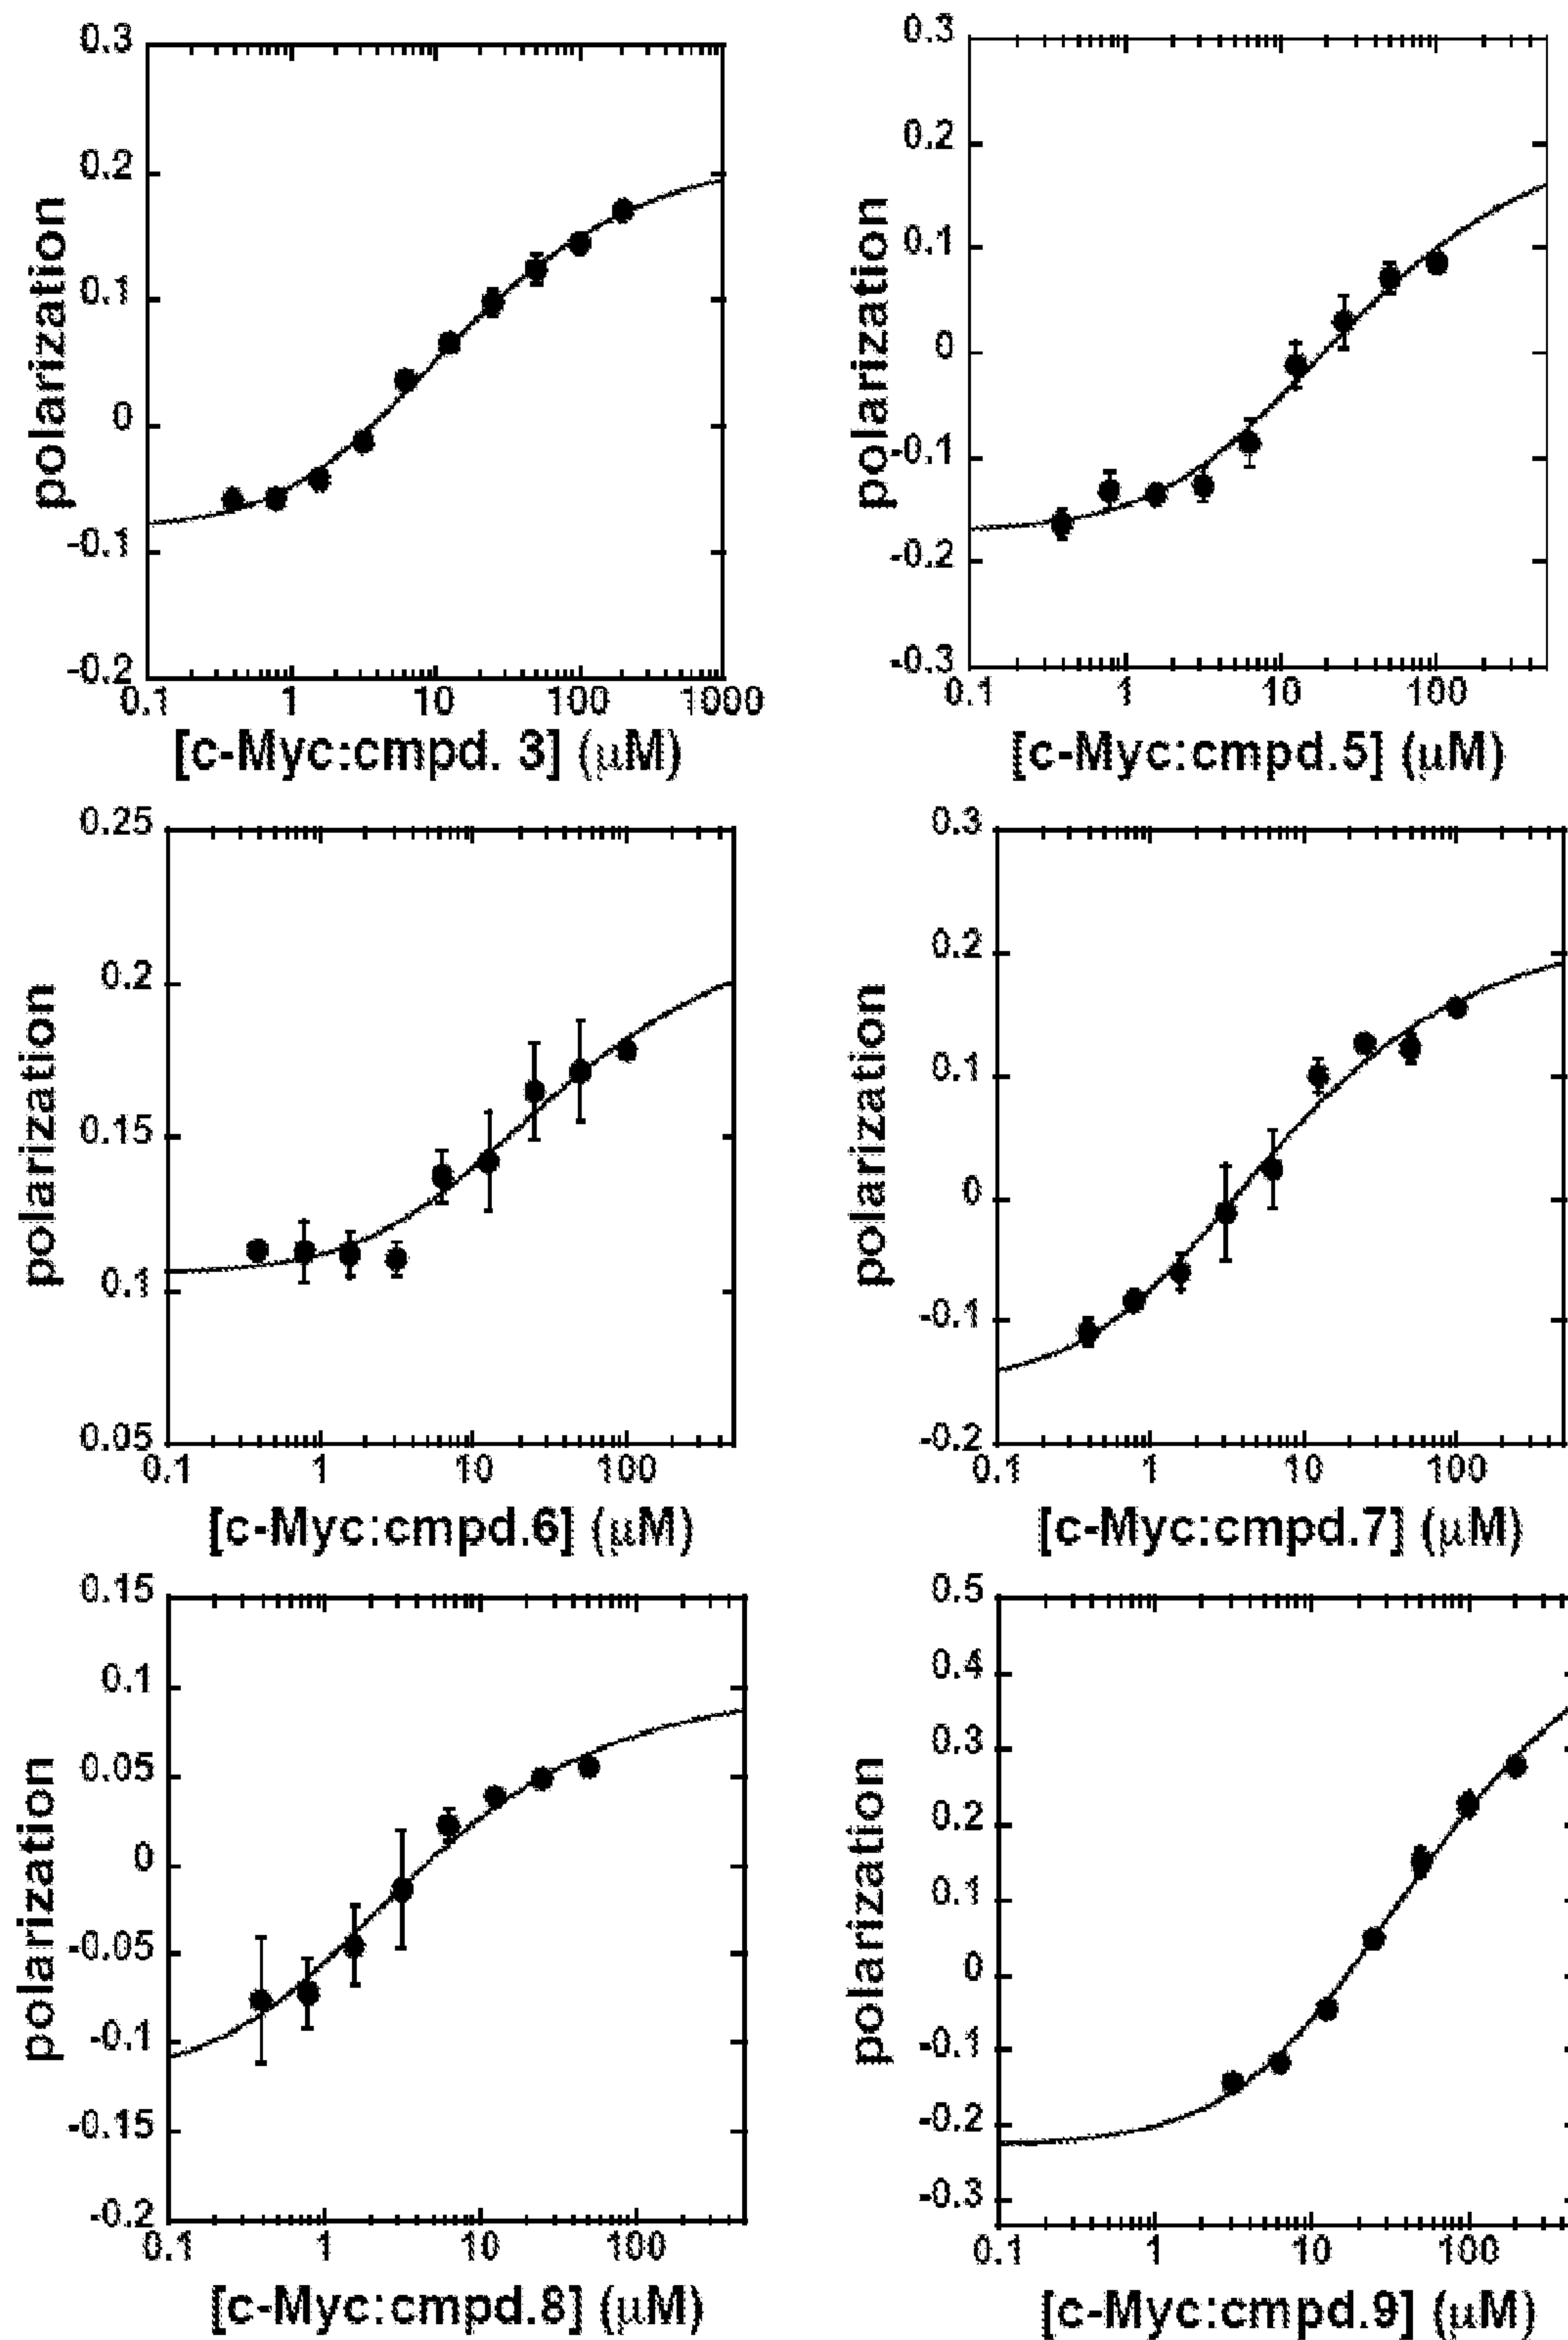 0.3
0.2
0.1
0
-0.1
-0.2
polarization
0.1 1 10 100 1000
[c-Myc:cmpd. 3] (μM)
0.3
0.2
0.1
0
-0.1
-0.2
-0.3
polarization
0.1 1 10 100
[c-Myc:cmpd.5] (μM)
0.25
0.2
0.15
0.1
0.05
polarization
0.1 1 10 100
[c-Myc:cmpd.6] (μM)
0.3
0.2
0.1
0
-0.1
-0.2
polarization
0.1 1 10 100
[c-Myc:cmpd.7] (μM)
0.15
0.1
0.05
0
-0.05
-0.1
-0.15
-0.2
polarization
0.1 1 10 100
[c-Myc:cmpd.8] (μM)
0.5
0.4
0.3
0.2
0.1
0
-0.1
-0.2
-0.3
polarization
0.1 1 10 100
[c-Myc:cmpd.9] (μM)